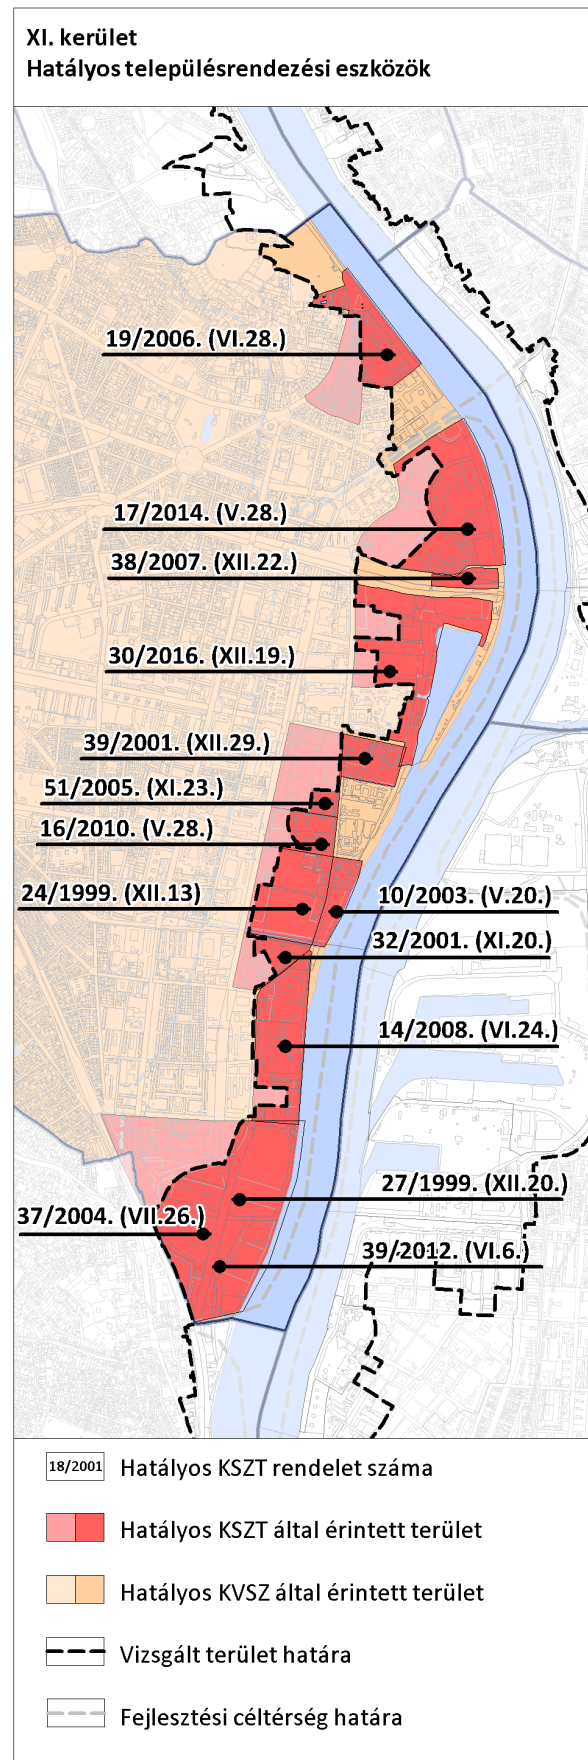 XI. kerület
Hatályos településrendezési eszközök
19/2006. (VI.28.)
17/2014. (V.28.)
38/2007. (XII.22.)
30/2016. (XII.19.)
39/2001. (XII.29.)
51/2005. (XI.23.)
16/2010. (V.28.)
24/1999. (XII.13)
10/2003. (V.20.)
32/2001. (XI.20.)
14/2008. (VI.24.)
27/1999. (XII.20.)
37/2004. (VII.26.)
39/2012. (VI.6.)
18/2001 Hatályos KSZT rendelet száma
Hatályos KSZT által érintett terület
Hatályos KVSZ által érintett terület
Vizsgált terület határa
Fejlesztési céltérség határa